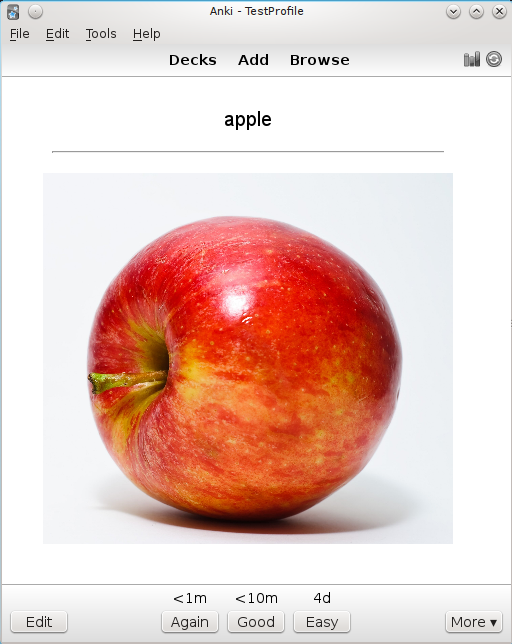 Anki - TestProfile
File Edit Tools Help
Decks Add Browse
apple
<1m <10m 4d
Edit Again Good Easy More ▾